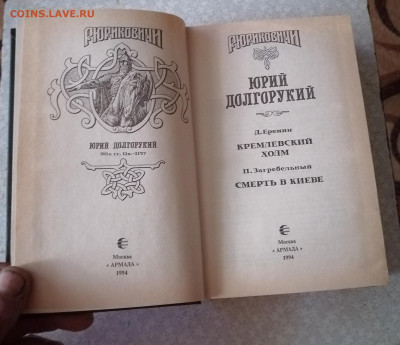 COINS.LAVE.RU
РЮРИКОВИЧИ
ЮРИЙ ДОЛГОРУКИЙ
Москва
« АРМАДА »
1994
РЮРИКОВИЧИ
ЮРИЙ
ДОЛГОРУКИЙ
Д. Еремин
КРЕМЛЕВСКИЙ
ХОЛМ
П. Загребельный
СМЕРТЬ В КИЕВЕ
Москва
« АРМАДА »
1994